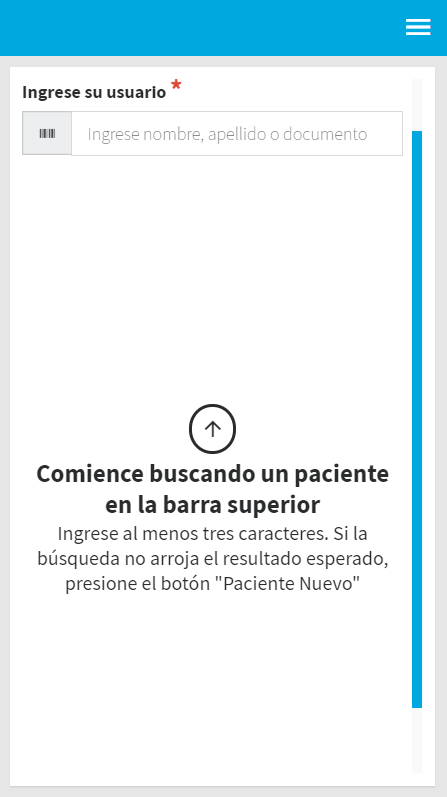 Ingrese su usuario *
Ingrese nombre, apellido o documento
Comience buscando un paciente
en la barra superior
Ingrese al menos tres caracteres. Si la
búsqueda no arroja el resultado esperado,
presione el botón "Paciente Nuevo"